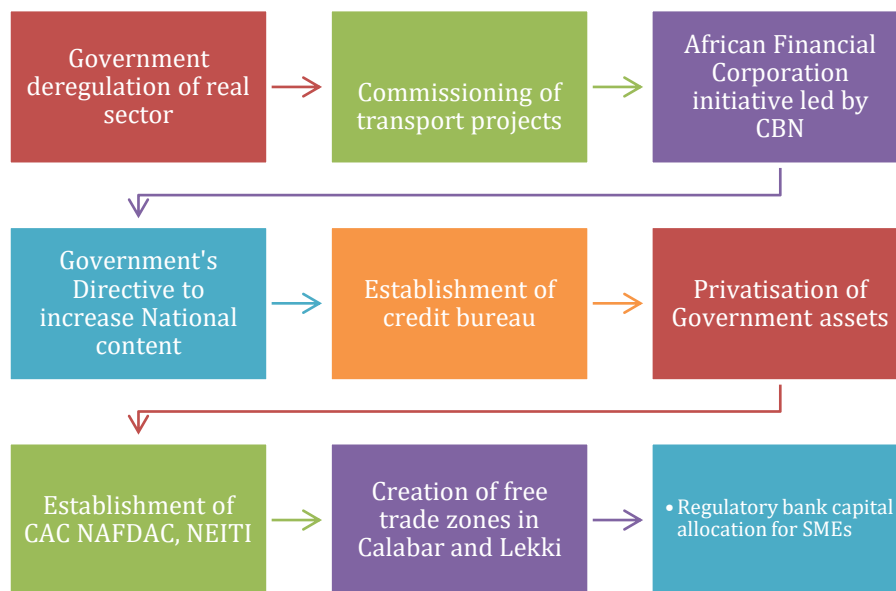 Government
deregulation of real
sector
Commissioning of
transport projects
African Financial
Corporation
initiative led by
CBN
Government's
Directive to
increase National
content
Establishment of
credit bureau
Privatisation of
Government assets
Establishment of
CAC NAFDAC, NEITI
Creation of free
trade zones in
Calabar and Lekki
• Regulatory bank capital
allocation for SMEs